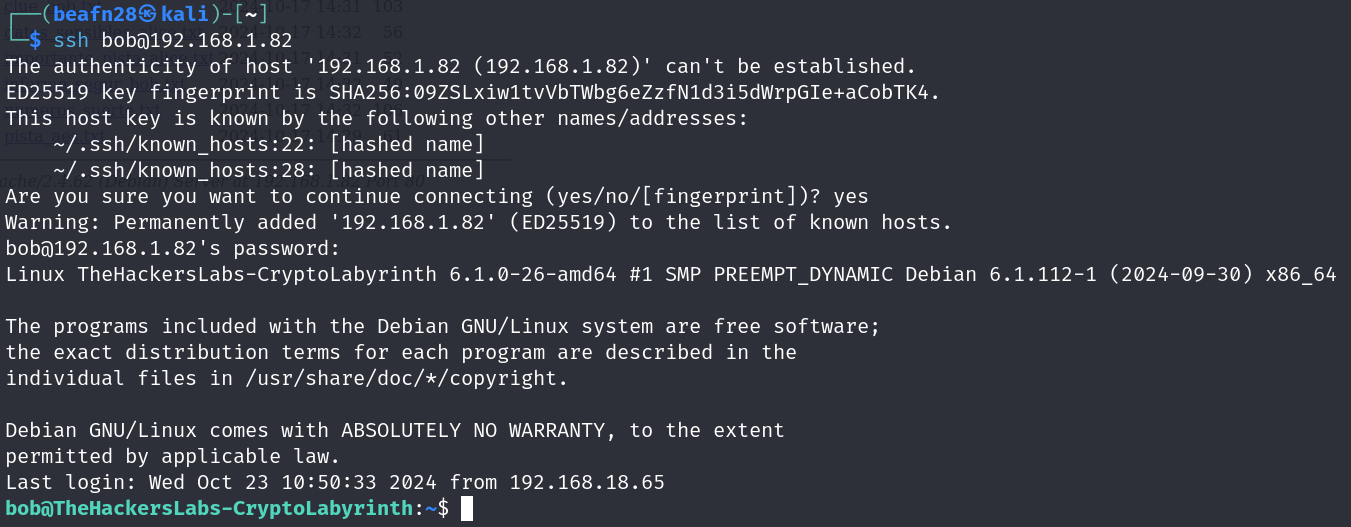 ┌──(beafn28㉿kali)-[~]
└─$ ssh bob@192.168.1.82
The authenticity of host '192.168.1.82 (192.168.1.82)' can't be established.
ED25519 key fingerprint is SHA256:09ZSLxiw1tvVbTWbg6eZzfN1d3i5dWrpGIe+aCobTK4.
This host key is known by the following other names/addresses:
    ~/.ssh/known_hosts:22: [hashed name]
    ~/.ssh/known_hosts:28: [hashed name]
Are you sure you want to continue connecting (yes/no/[fingerprint])? yes
Warning: Permanently added '192.168.1.82' (ED25519) to the list of known hosts.
bob@192.168.1.82's password:
Linux TheHackersLabs-CryptoLabyrinth 6.1.0-26-amd64 #1 SMP PREEMPT_DYNAMIC Debian 6.1.112-1 (2024-09-30) x86_64

The programs included with the Debian GNU/Linux system are free software;
the exact distribution terms for each program are described in the
individual files in /usr/share/doc/*/copyright.

Debian GNU/Linux comes with ABSOLUTELY NO WARRANTY, to the extent
permitted by applicable law.
Last login: Wed Oct 23 10:50:33 2024 from 192.168.18.65
bob@TheHackersLabs-CryptoLabyrinth:~$